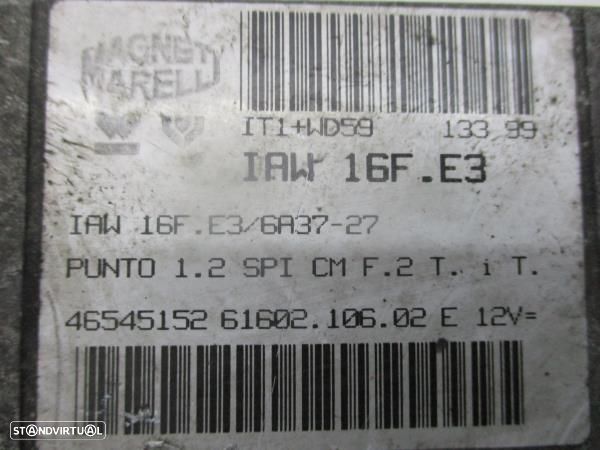 MAGNETI
MARELLI
IT1+WD59 133 99
IAW 16F.E3
IAW 16F.E3/6A37-27
PUNTO 1.2 SPI CM F.2 T. i T.
46545152 61602.106.02 E 12V=
STANDVIRTUAL